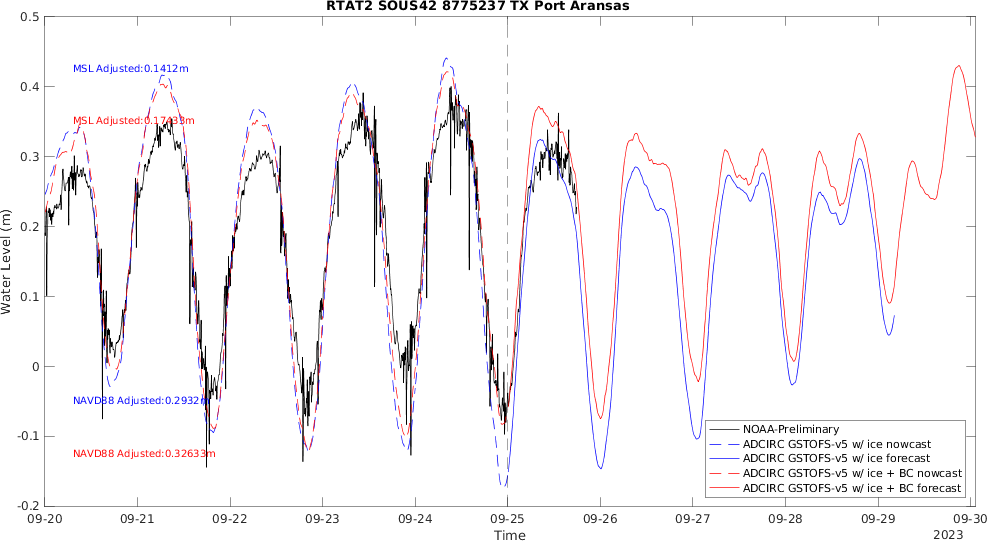 RTAT2 SOUS42 8775237 TX Port Aransas
0.5
0.4
0.3
0.2
0.1
0
-0.1
-0.2
Water Level (m)
MSL Adjusted:0.1412m
MSL Adjusted:0.17433m
NAVD88 Adjusted:0.2932m
NAVD88 Adjusted:0.32633m
NOAA-Preliminary
ADCIRC GSTOFS-v5 w/ ice nowcast
ADCIRC GSTOFS-v5 w/ ice forecast
ADCIRC GSTOFS-v5 w/ ice + BC nowcast
ADCIRC GSTOFS-v5 w/ ice + BC forecast
09-20 09-21 09-22 09-23 09-24 09-25 09-26 09-27 09-28 09-29 09-30
Time
2023